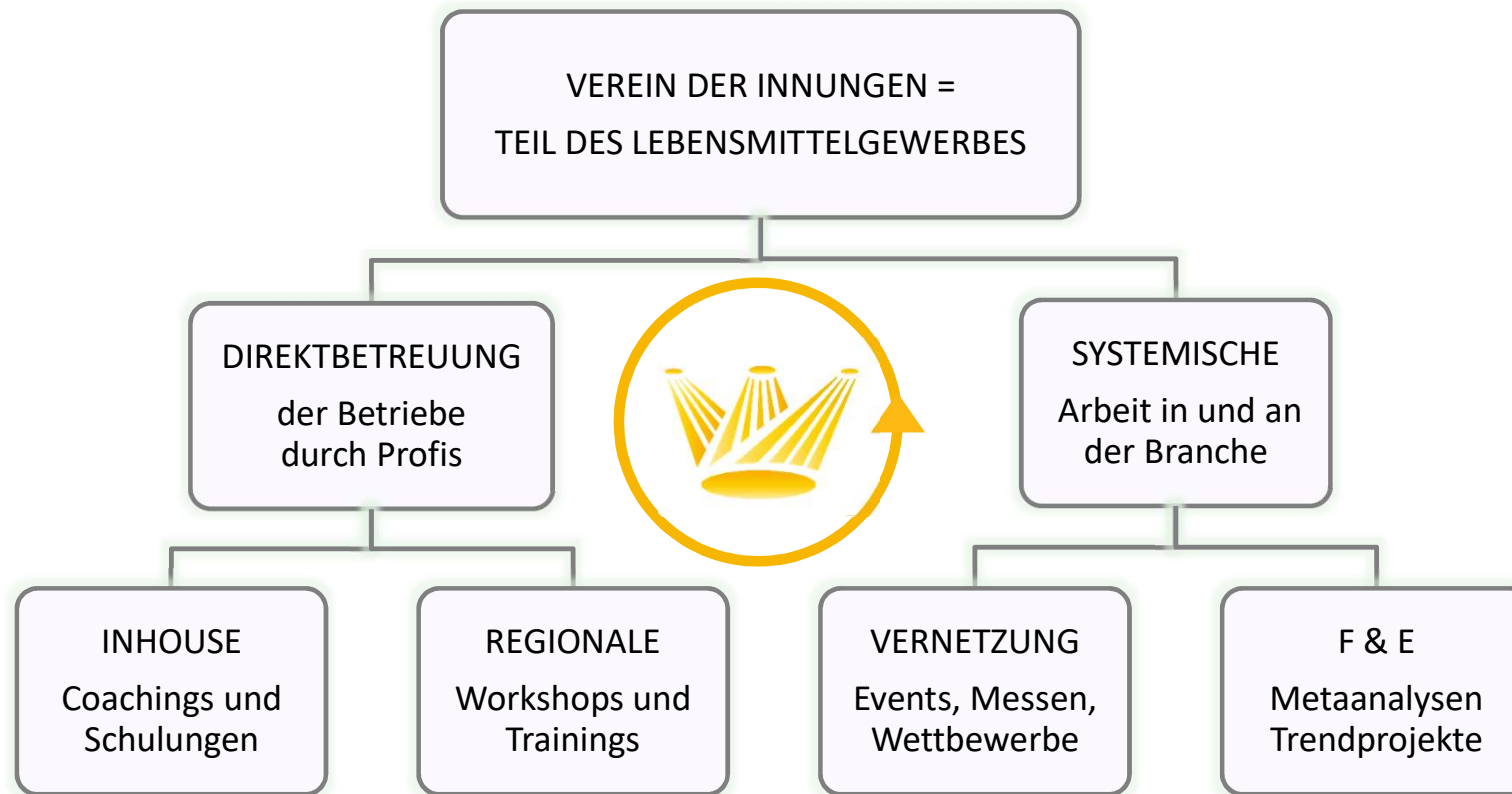 VEREIN DER INNUNGEN =
TEIL DES LEBENSMITTELGEWERBES
DIREKTBETREUUNG
der Betriebe
durch Profis
SYSTEMISCHE
Arbeit in und an
der Branche
INHOUSE
Coachings und
Schulungen
REGIONALE
Workshops und
Trainings
VERNETZUNG
Events, Messen,
Wettbewerbe
F & E
Metaanalysen
Trendprojekte